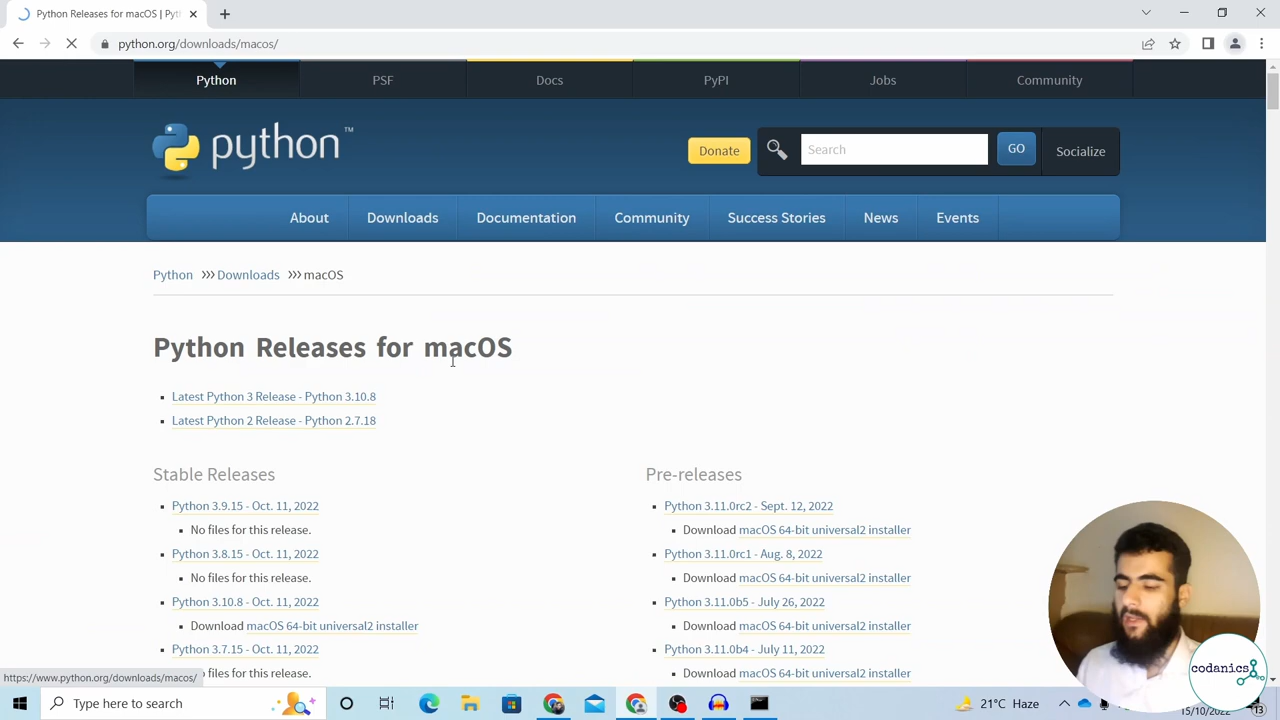 Python Releases for macOS | Pyt
python.org/downloads/macos/
Python
PSF
Docs
PyPI
Jobs
Community
python™
Donate
Search
GO
Socialize
About
Downloads
Documentation
Community
Success Stories
News
Events
Python
Downloads
macOS
Python Releases for macOS
Latest Python 3 Release - Python 3.10.8
Latest Python 2 Release - Python 2.7.18
Stable Releases
Python 3.9.15 - Oct. 11, 2022
No files for this release.
Python 3.8.15 - Oct. 11, 2022
No files for this release.
Python 3.10.8 - Oct. 11, 2022
Download macOS 64-bit universal2 installer
Python 3.7.15 - Oct. 11, 2022
files for this release.
Pre-releases
Python 3.11.0rc2 - Sept. 12, 2022
Download macOS 64-bit universal2 installer
Python 3.11.0rc1 - Aug. 8, 2022
Download macOS 64-bit universal2 installer
Python 3.11.0b5 - July 26, 2022
Download macOS 64-bit universal2 installer
Python 3.11.0b4 - July 11, 2022
Download macOS 64-bit universal2 installer
https://www.python.org/downloads/macos/
codanics
Type here to search
21°C Haze
15/10/2022
13